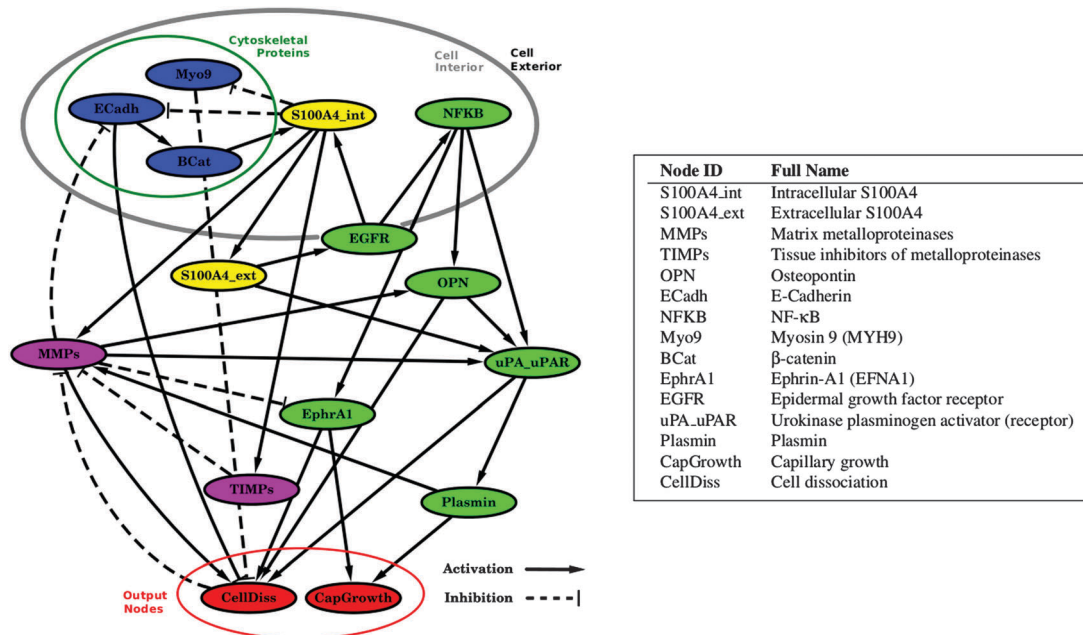 Cytoskeletal
Proteins
Cell
Interior
Cell
Exterior
Myo9
ECadh
S100A4_int
NFKB
BCat
EGFR
S100A4_ext
OPN
MMPs
uPA_uPAR
EphrA1
TIMPs
Plasmin
Activation
Inhibition
Output
Nodes
CellDiss
CapGrowth
Node ID Full Name
S100A4_int Intracellular S100A4
S100A4_ext Extracellular S100A4
MMPs Matrix metalloproteinases
TIMPs Tissue inhibitors of metalloproteinases
OPN Osteopontin
ECadh E-Cadherin
NFKB NF-κB
Myo9 Myosin 9 (MYH9)
BCat β-catenin
EphrA1 Ephrin-A1 (EFNA1)
EGFR Epidermal growth factor receptor
uPA_uPAR Urokinase plasminogen activator (receptor)
Plasmin Plasmin
CapGrowth Capillary growth
CellDiss Cell dissociation